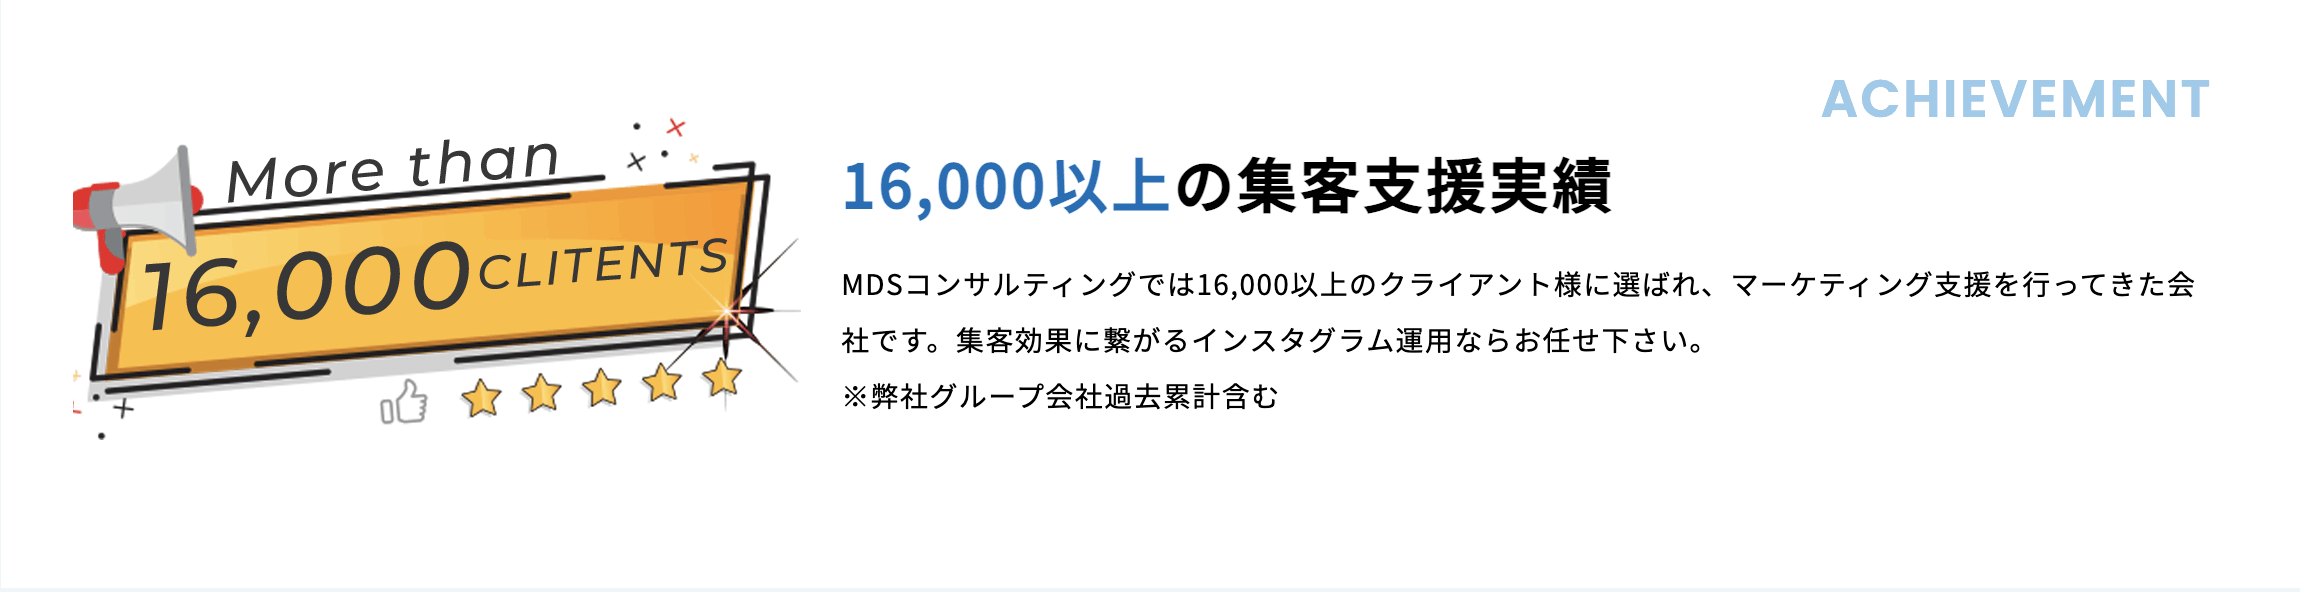 ACHIEVEMENT
More than
16,000 CLITENTS
16,000以上の集客支援実績
MDSコンサルティングでは16,000以上のクライアント様に選ばれ、マーケティング支援を行ってきた会
社です。集客効果に繋がるインスタグラム運用ならお任せ下さい。
※弊社グループ会社過去累計含む